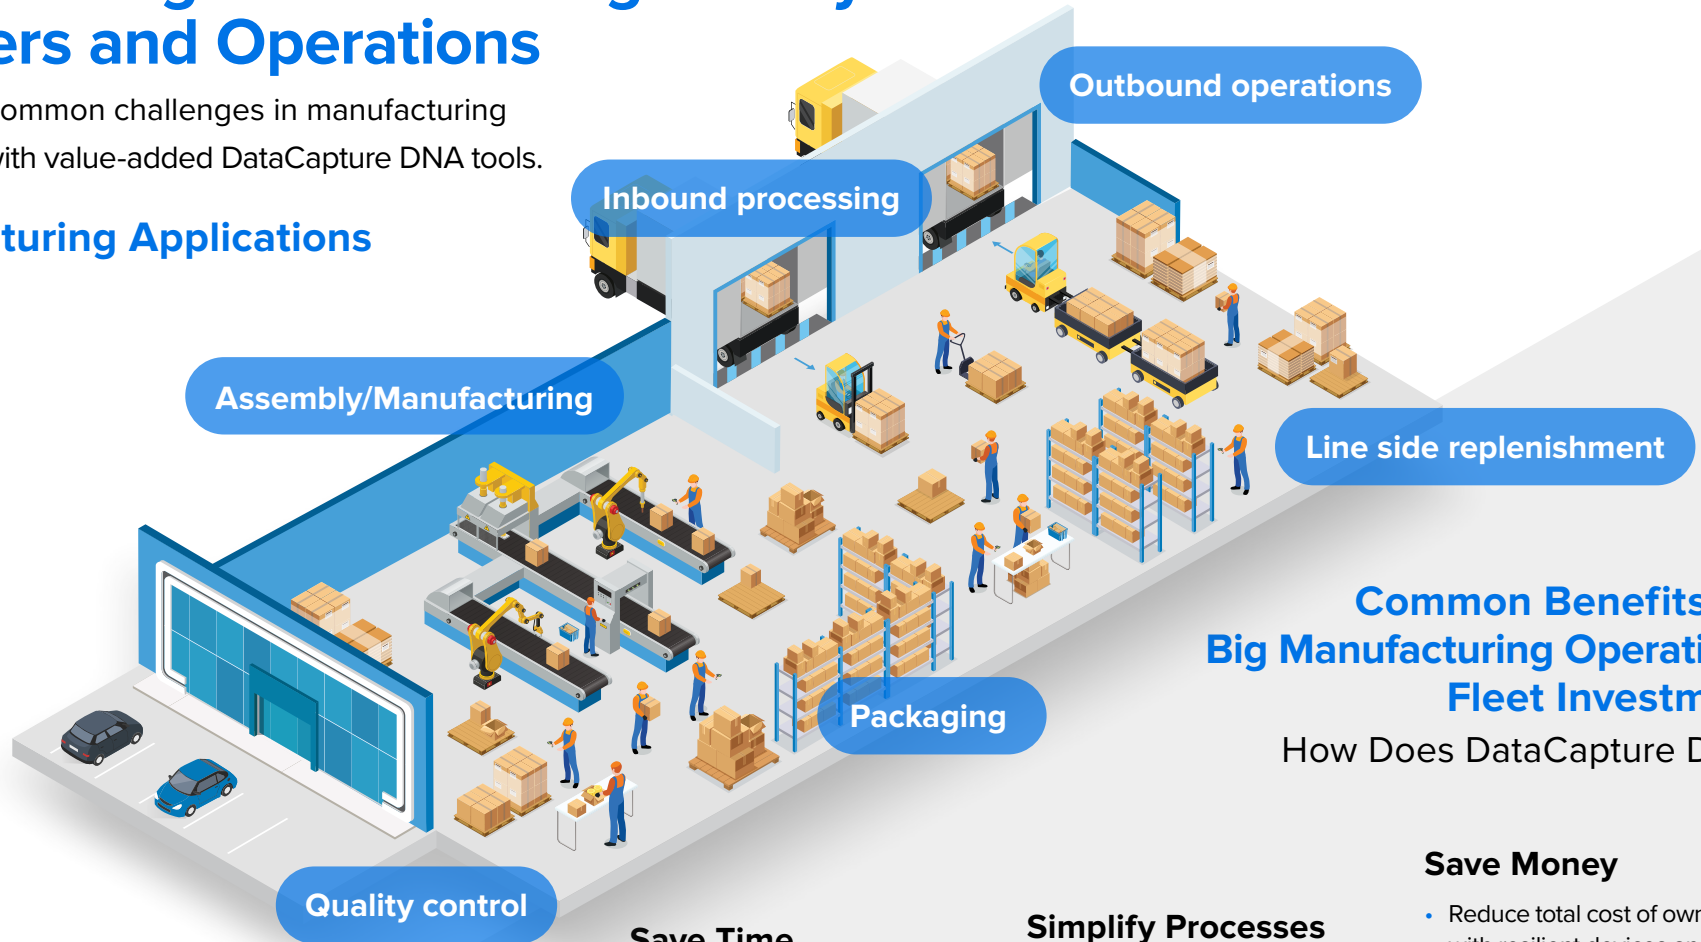 ers and Operations
ommon challenges in manufacturing
with value-added DataCapture DNA tools.
turing Applications
Outbound operations
Inbound processing
Assembly/Manufacturing
Line side replenishment
Packaging
Quality control
Common Benefits
Big Manufacturing Operati
Fleet Investm
How Does DataCapture D
Save Money
• Reduce total cost of own
Simplify Processes
Save Time